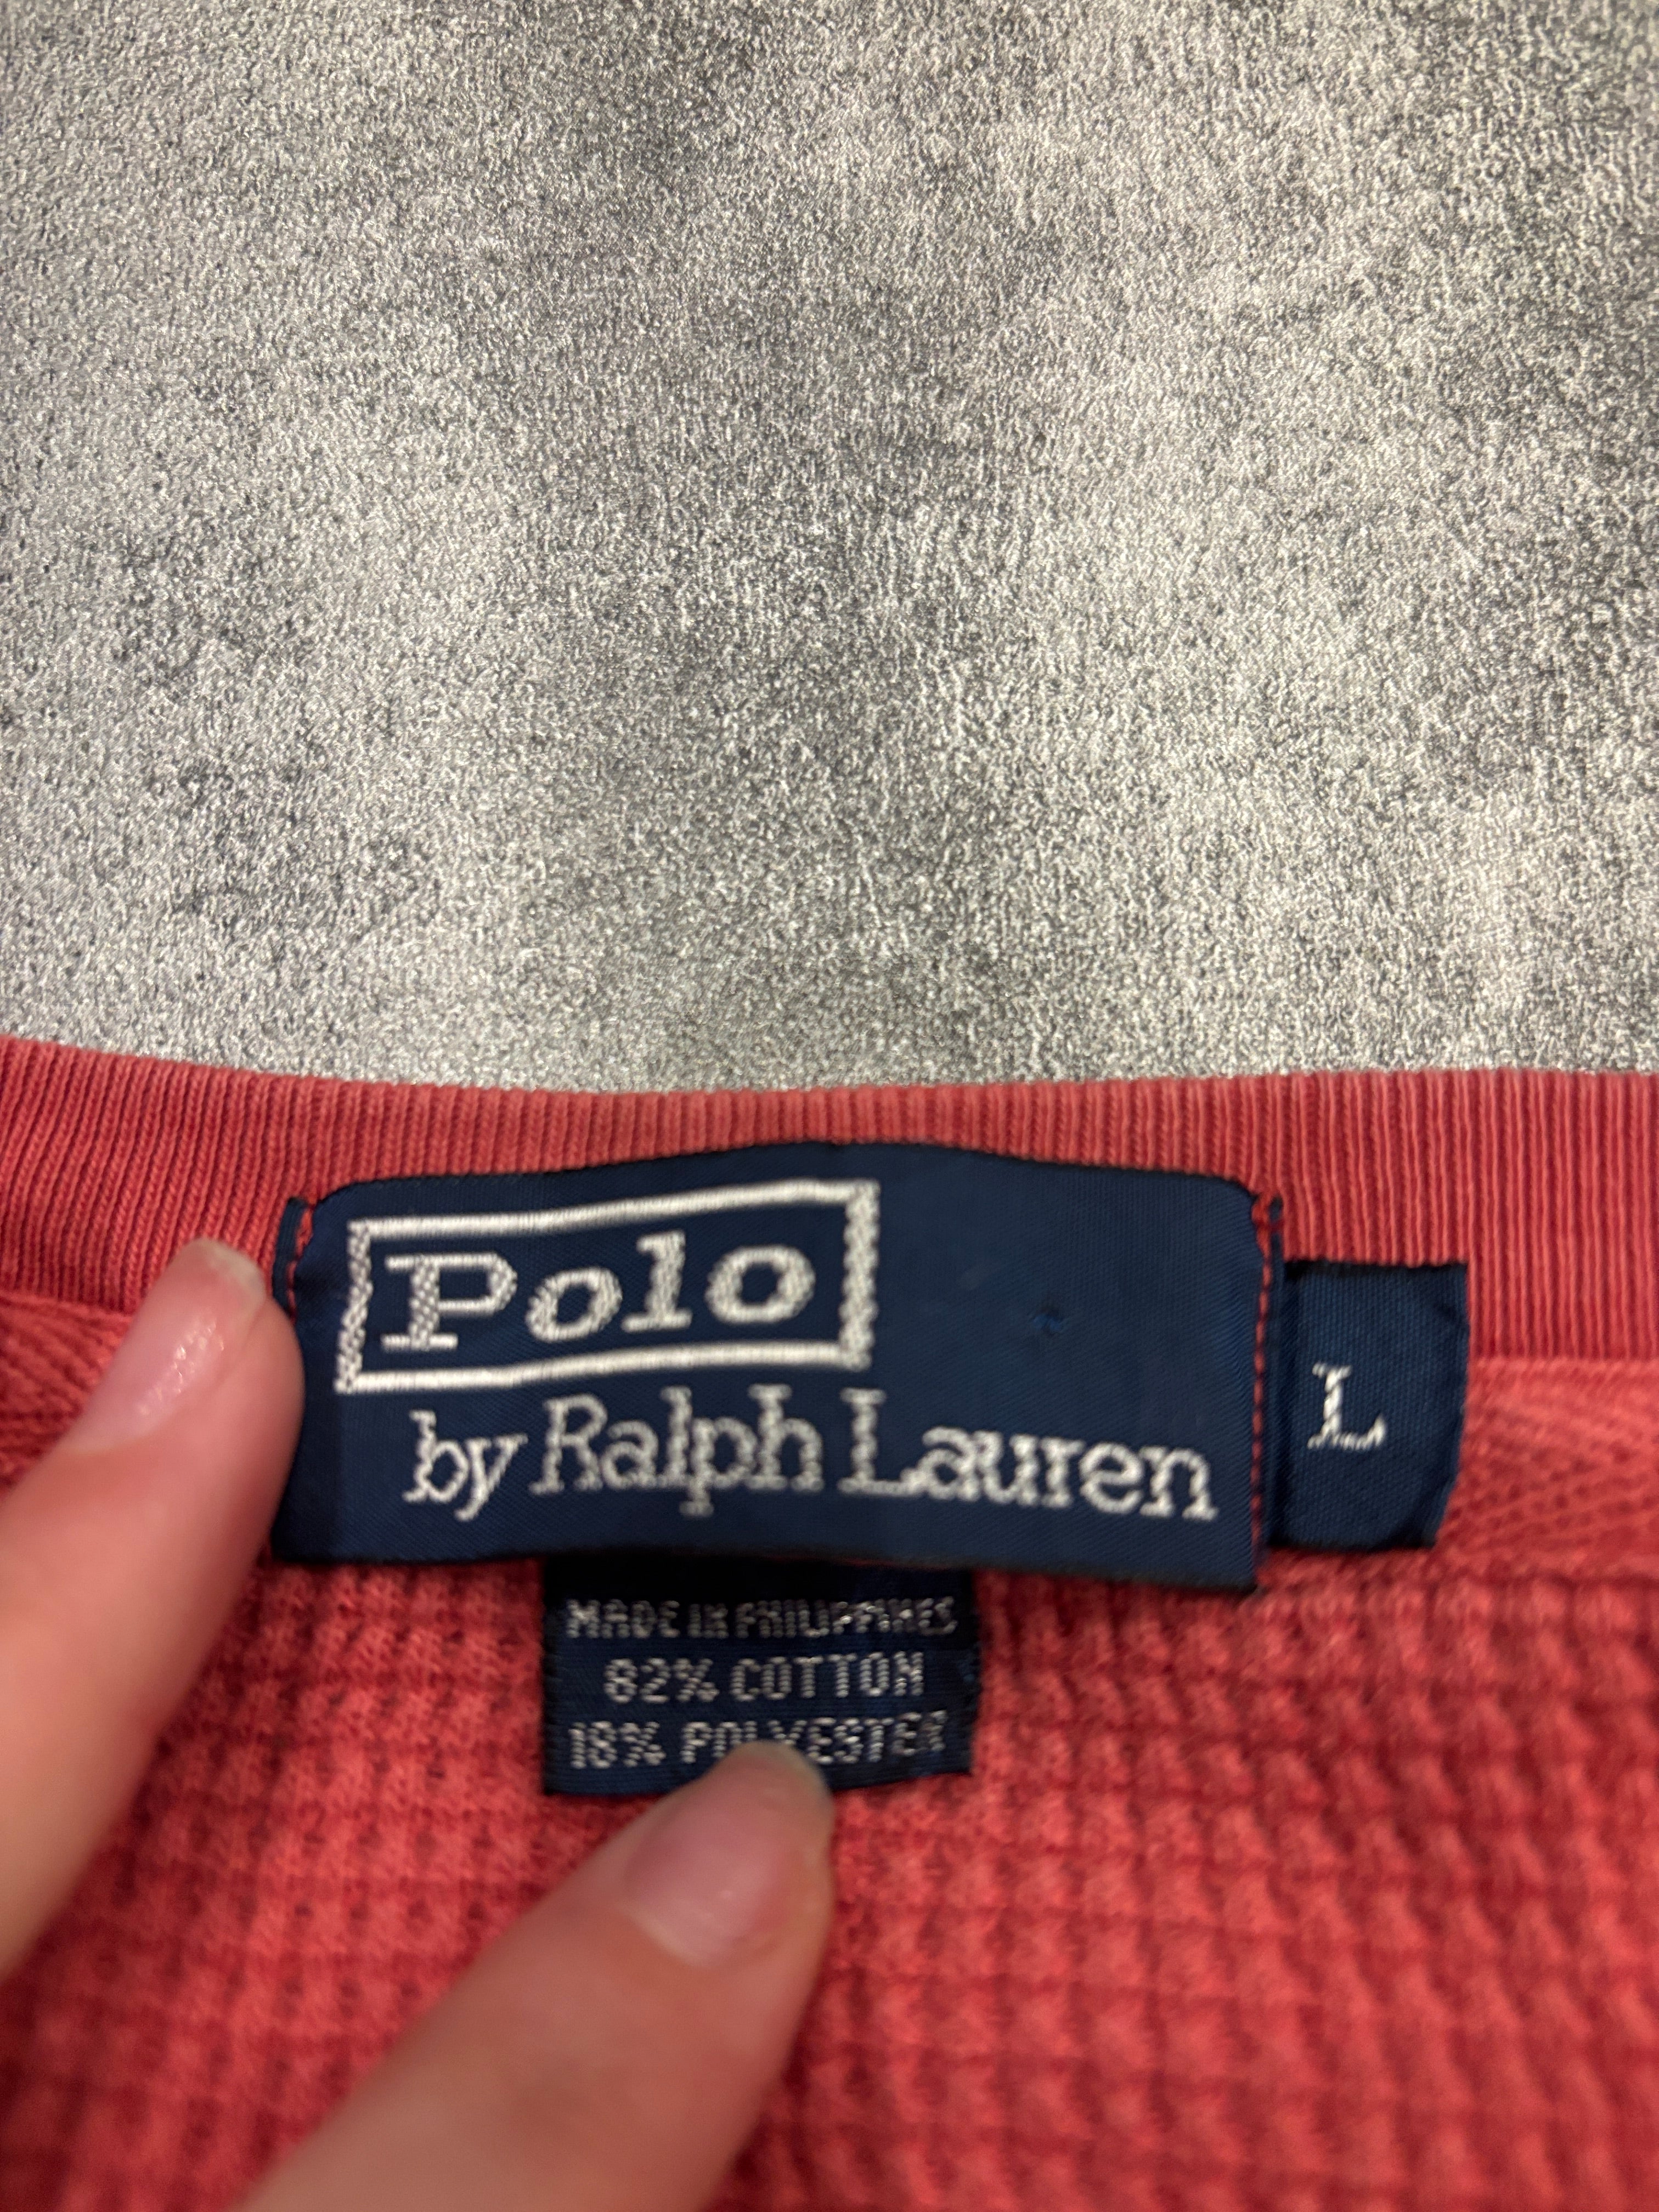 Polo
by Ralph Lauren
L
MADE IN PHILIPPINES
82% COTTON
18% POLYESTER